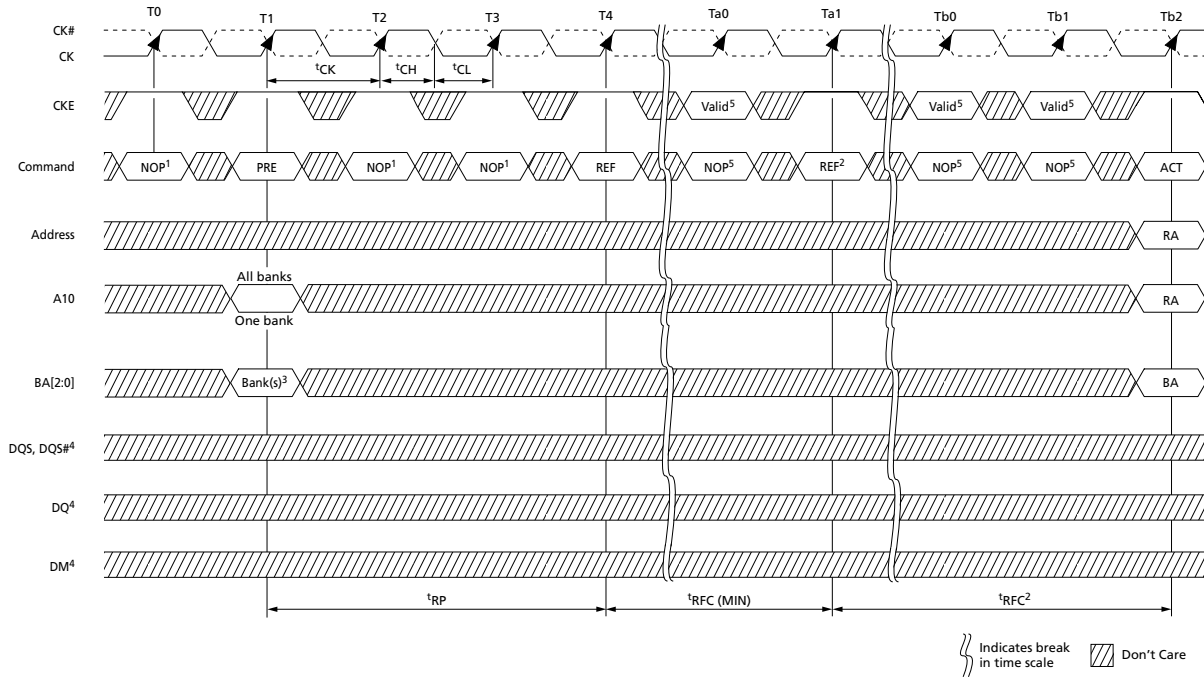 T0 T1 T2 T3 T4 Ta0 Ta1 Tb0 Tb1 Tb2
CK#
CK
tCK tCH tCL
CKE Valid5 Valid5 Valid5
Command NOP1 PRE NOP1 NOP1 REF NOP5 REF2 NOP5 NOP5 ACT
Address RA
All banks
A10 RA
One bank
BA[2:0] Bank(s)3 BA
DQS, DQS#4
DQ4
DM4
tRP tRFC (MIN) tRFC2
Indicates break
in time scale
Don't Care